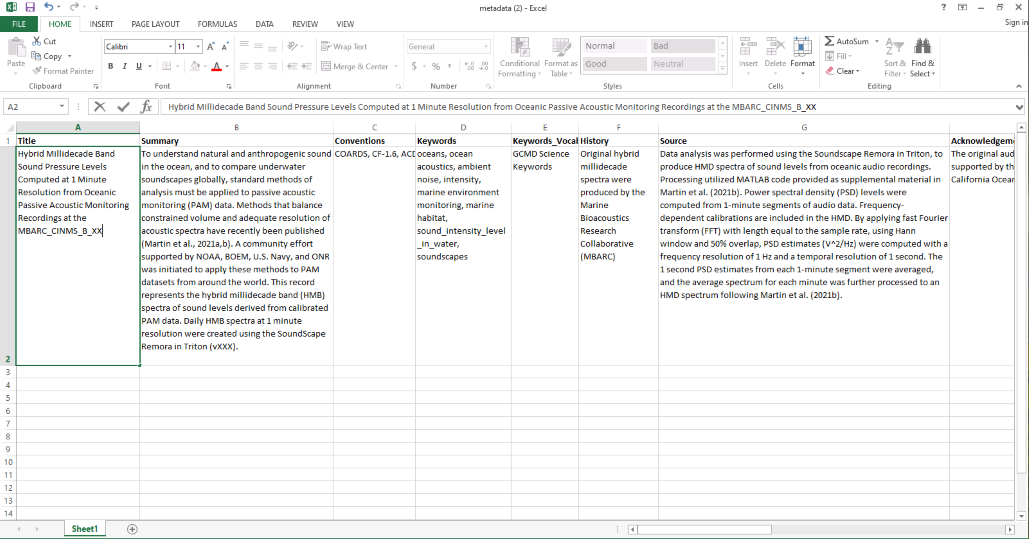 metadata (2) - Excel
Sign in
FILE HOME INSERT PAGE LAYOUT FORMULAS DATA REVIEW VIEW
Cut
Copy
Format Painter
Paste
Clipboard
Calibri 11
B I U
Font
Wrap Text
Merge & Center
Alignment
General
$ % ,
Number
Conditional Formatting
Format as Table
Normal Bad
Good Neutral
Styles
Insert Delete Format
Cells
AutoSum
Fill
Clear
Sort & Filter
Find & Select
Editing
A2
fx
Hybrid Millidecade Band Sound Pressure Levels Computed at 1 Minute Resolution from Oceanic Passive Acoustic Monitoring Recordings at the MBARC_CINMS_B_XX
A B C D E F G
1 Title Summary Conventions Keywords Keywords_Vocal History Source Acknowledgem
Hybrid Millidecade Band
Sound Pressure Levels
Computed at 1 Minute
Resolution from Oceanic
Passive Acoustic Monitoring
Recordings at the
MBARC_CINMS_B_XX
To understand natural and anthropogenic sound
in the ocean, and to compare underwater
soundscapes globally, standard methods of
analysis must be applied to passive acoustic
monitoring (PAM) data. Methods that balance
constrained volume and adequate resolution of
acoustic spectra have recently been published
(Martin et al., 2021a,b). A community effort
supported by NOAA, BOEM, U.S. Navy, and ONR
was initiated to apply these methods to PAM
datasets from around the world. This record
represents the hybrid millidecade band (HMB)
spectra of sound levels derived from calibrated
PAM data. Daily HMB spectra at 1 minute
resolution were created using the SoundScape
Remora in Triton (vXXX).
COARDS, CF-1.6, ACD
oceans, ocean
acoustics, ambient
noise, intensity,
marine environment
monitoring, marine
habitat,
sound_intensity_level
_in_water,
soundscapes
GCMD Science
Keywords
Original hybrid
millidecade
spectra were
produced by the
Marine
Bioacoustics
Research
Collaborative
(MBARC)
Data analysis was performed using the Soundscape Remora in Triton, to
produce HMD spectra of sound levels from oceanic audio recordings.
Processing utilized MATLAB code provided as supplemental material in
Martin et al. (2021b). Power spectral density (PSD) levels were
computed from 1-minute segments of audio data. Frequency-
dependent calibrations are included in the HMD. By applying fast Fourier
transform (FFT) with length equal to the sample rate, using Hann
window and 50% overlap, PSD estimates (V^2/Hz) were computed with a
frequency resolution of 1 Hz and a temporal resolution of 1 second. The
1 second PSD estimates from each 1-minute segment were averaged,
and the average spectrum for each minute was further processed to an
HMD spectrum following Martin et al. (2021b).
The original aud
supported by th
California Ocean
2
3
4
5
6
7
8
9
10
11
12
13
14
Sheet1